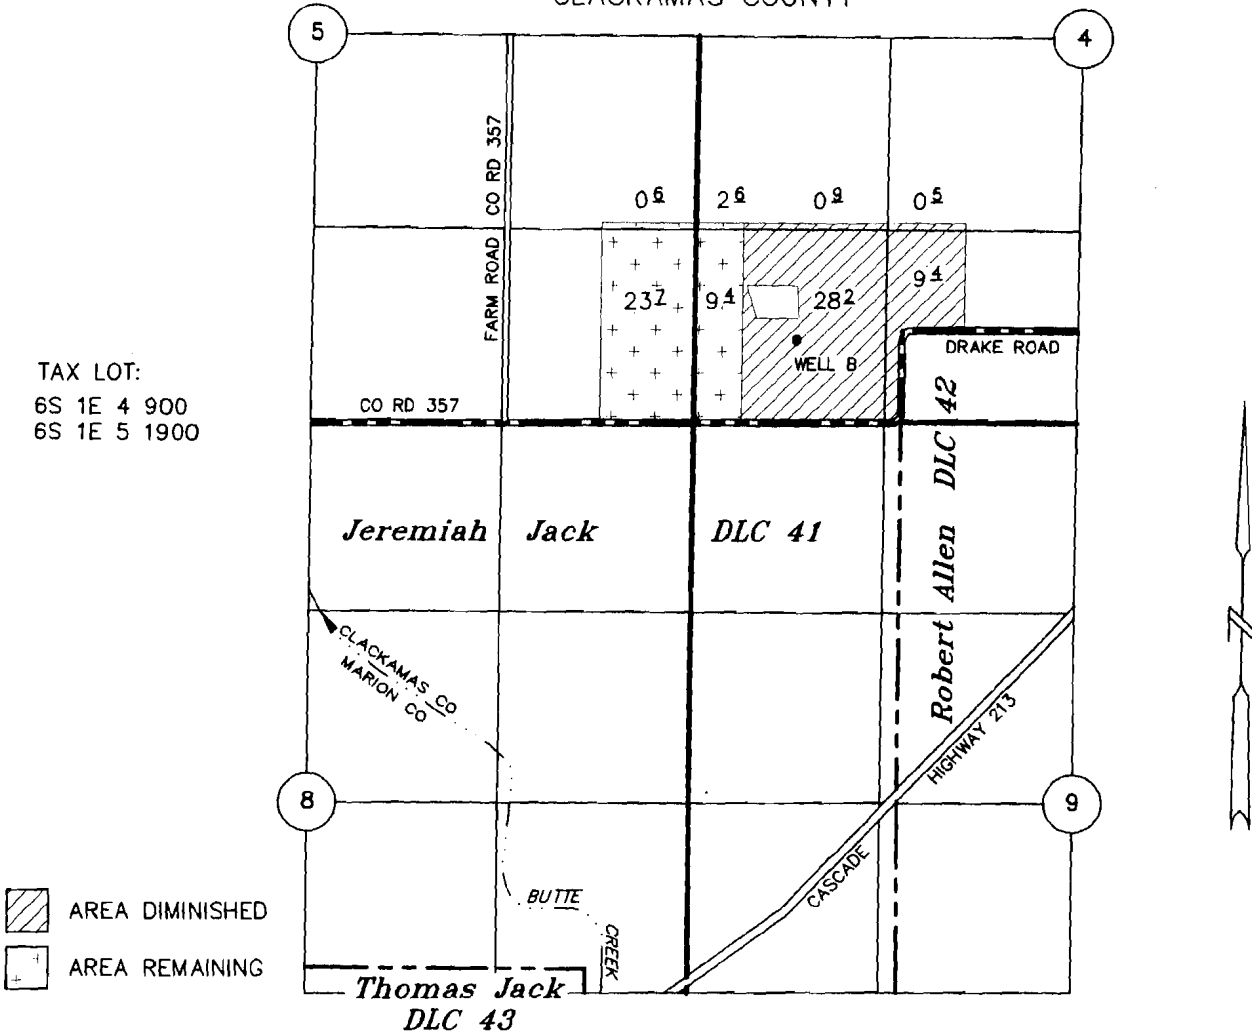 CLACKAMAS COUNTY
5
4
FARM ROAD CO RD 357
0 6
2 6
0 9
0 5
23 7
9 4
28 2
9 4
WELL B
DRAKE ROAD
TAX LOT:
6S 1E 4 900
6S 1E 5 1900
CO RD 357
Jeremiah Jack DLC 41
Robert Allen DLC 42
CLACKAMAS CO
MARION CO
CASCADE HIGHWAY 213
8
9
BUTTE CREEK
AREA DIMINISHED
AREA REMAINING
Thomas Jack
DLC 43